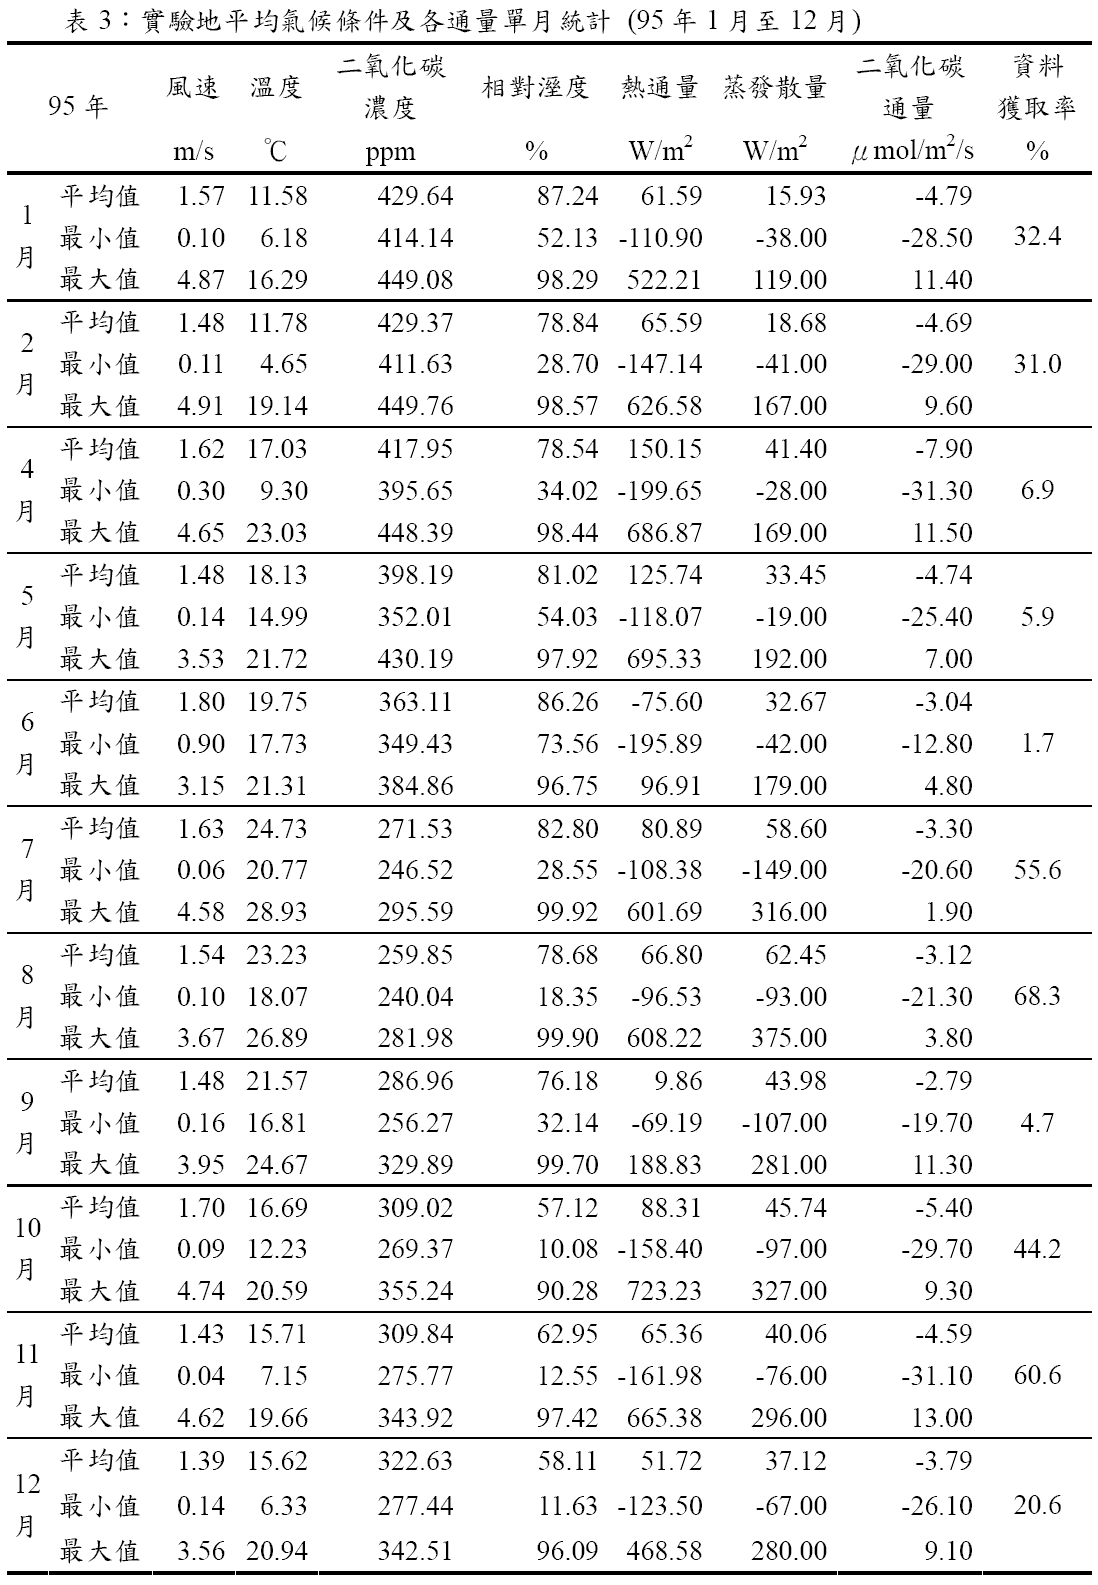 表 3：實驗地平均氣候條件及各通量單月統計 (95 年 1 月至 12 月)
95 年 風速 溫度 二氧化碳濃度 相對溼度 熱通量 蒸發散量 二氧化碳通量 資料獲取率
m/s ℃ ppm % W/m² W/m² μ mol/m²/s %
1月 平均值 1.57 11.58 429.64 87.24 61.59 15.93 -4.79
最小值 0.10 6.18 414.14 52.13 -110.90 -38.00 -28.50 32.4
最大值 4.87 16.29 449.08 98.29 522.21 119.00 11.40
2月 平均值 1.48 11.78 429.37 78.84 65.59 18.68 -4.69
最小值 0.11 4.65 411.63 28.70 -147.14 -41.00 -29.00 31.0
最大值 4.91 19.14 449.76 98.57 626.58 167.00 9.60
4月 平均值 1.62 17.03 417.95 78.54 150.15 41.40 -7.90
最小值 0.30 9.30 395.65 34.02 -199.65 -28.00 -31.30 6.9
最大值 4.65 23.03 448.39 98.44 686.87 169.00 11.50
5月 平均值 1.48 18.13 398.19 81.02 125.74 33.45 -4.74
最小值 0.14 14.99 352.01 54.03 -118.07 -19.00 -25.40 5.9
最大值 3.53 21.72 430.19 97.92 695.33 192.00 7.00
6月 平均值 1.80 19.75 363.11 86.26 -75.60 32.67 -3.04
最小值 0.90 17.73 349.43 73.56 -195.89 -42.00 -12.80 1.7
最大值 3.15 21.31 384.86 96.75 96.91 179.00 4.80
7月 平均值 1.63 24.73 271.53 82.80 80.89 58.60 -3.30
最小值 0.06 20.77 246.52 28.55 -108.38 -149.00 -20.60 55.6
最大值 4.58 28.93 295.59 99.92 601.69 316.00 1.90
8月 平均值 1.54 23.23 259.85 78.68 66.80 62.45 -3.12
最小值 0.10 18.07 240.04 18.35 -96.53 -93.00 -21.30 68.3
最大值 3.67 26.89 281.98 99.90 608.22 375.00 3.80
9月 平均值 1.48 21.57 286.96 76.18 9.86 43.98 -2.79
最小值 0.16 16.81 256.27 32.14 -69.19 -107.00 -19.70 4.7
最大值 3.95 24.67 329.89 99.70 188.83 281.00 11.30
10月 平均值 1.70 16.69 309.02 57.12 88.31 45.74 -5.40
最小值 0.09 12.23 269.37 10.08 -158.40 -97.00 -29.70 44.2
最大值 4.74 20.59 355.24 90.28 723.23 327.00 9.30
11月 平均值 1.43 15.71 309.84 62.95 65.36 40.06 -4.59
最小值 0.04 7.15 275.77 12.55 -161.98 -76.00 -31.10 60.6
最大值 4.62 19.66 343.92 97.42 665.38 296.00 13.00
12月 平均值 1.39 15.62 322.63 58.11 51.72 37.12 -3.79
最小值 0.14 6.33 277.44 11.63 -123.50 -67.00 -26.10 20.6
最大值 3.56 20.94 342.51 96.09 468.58 280.00 9.10